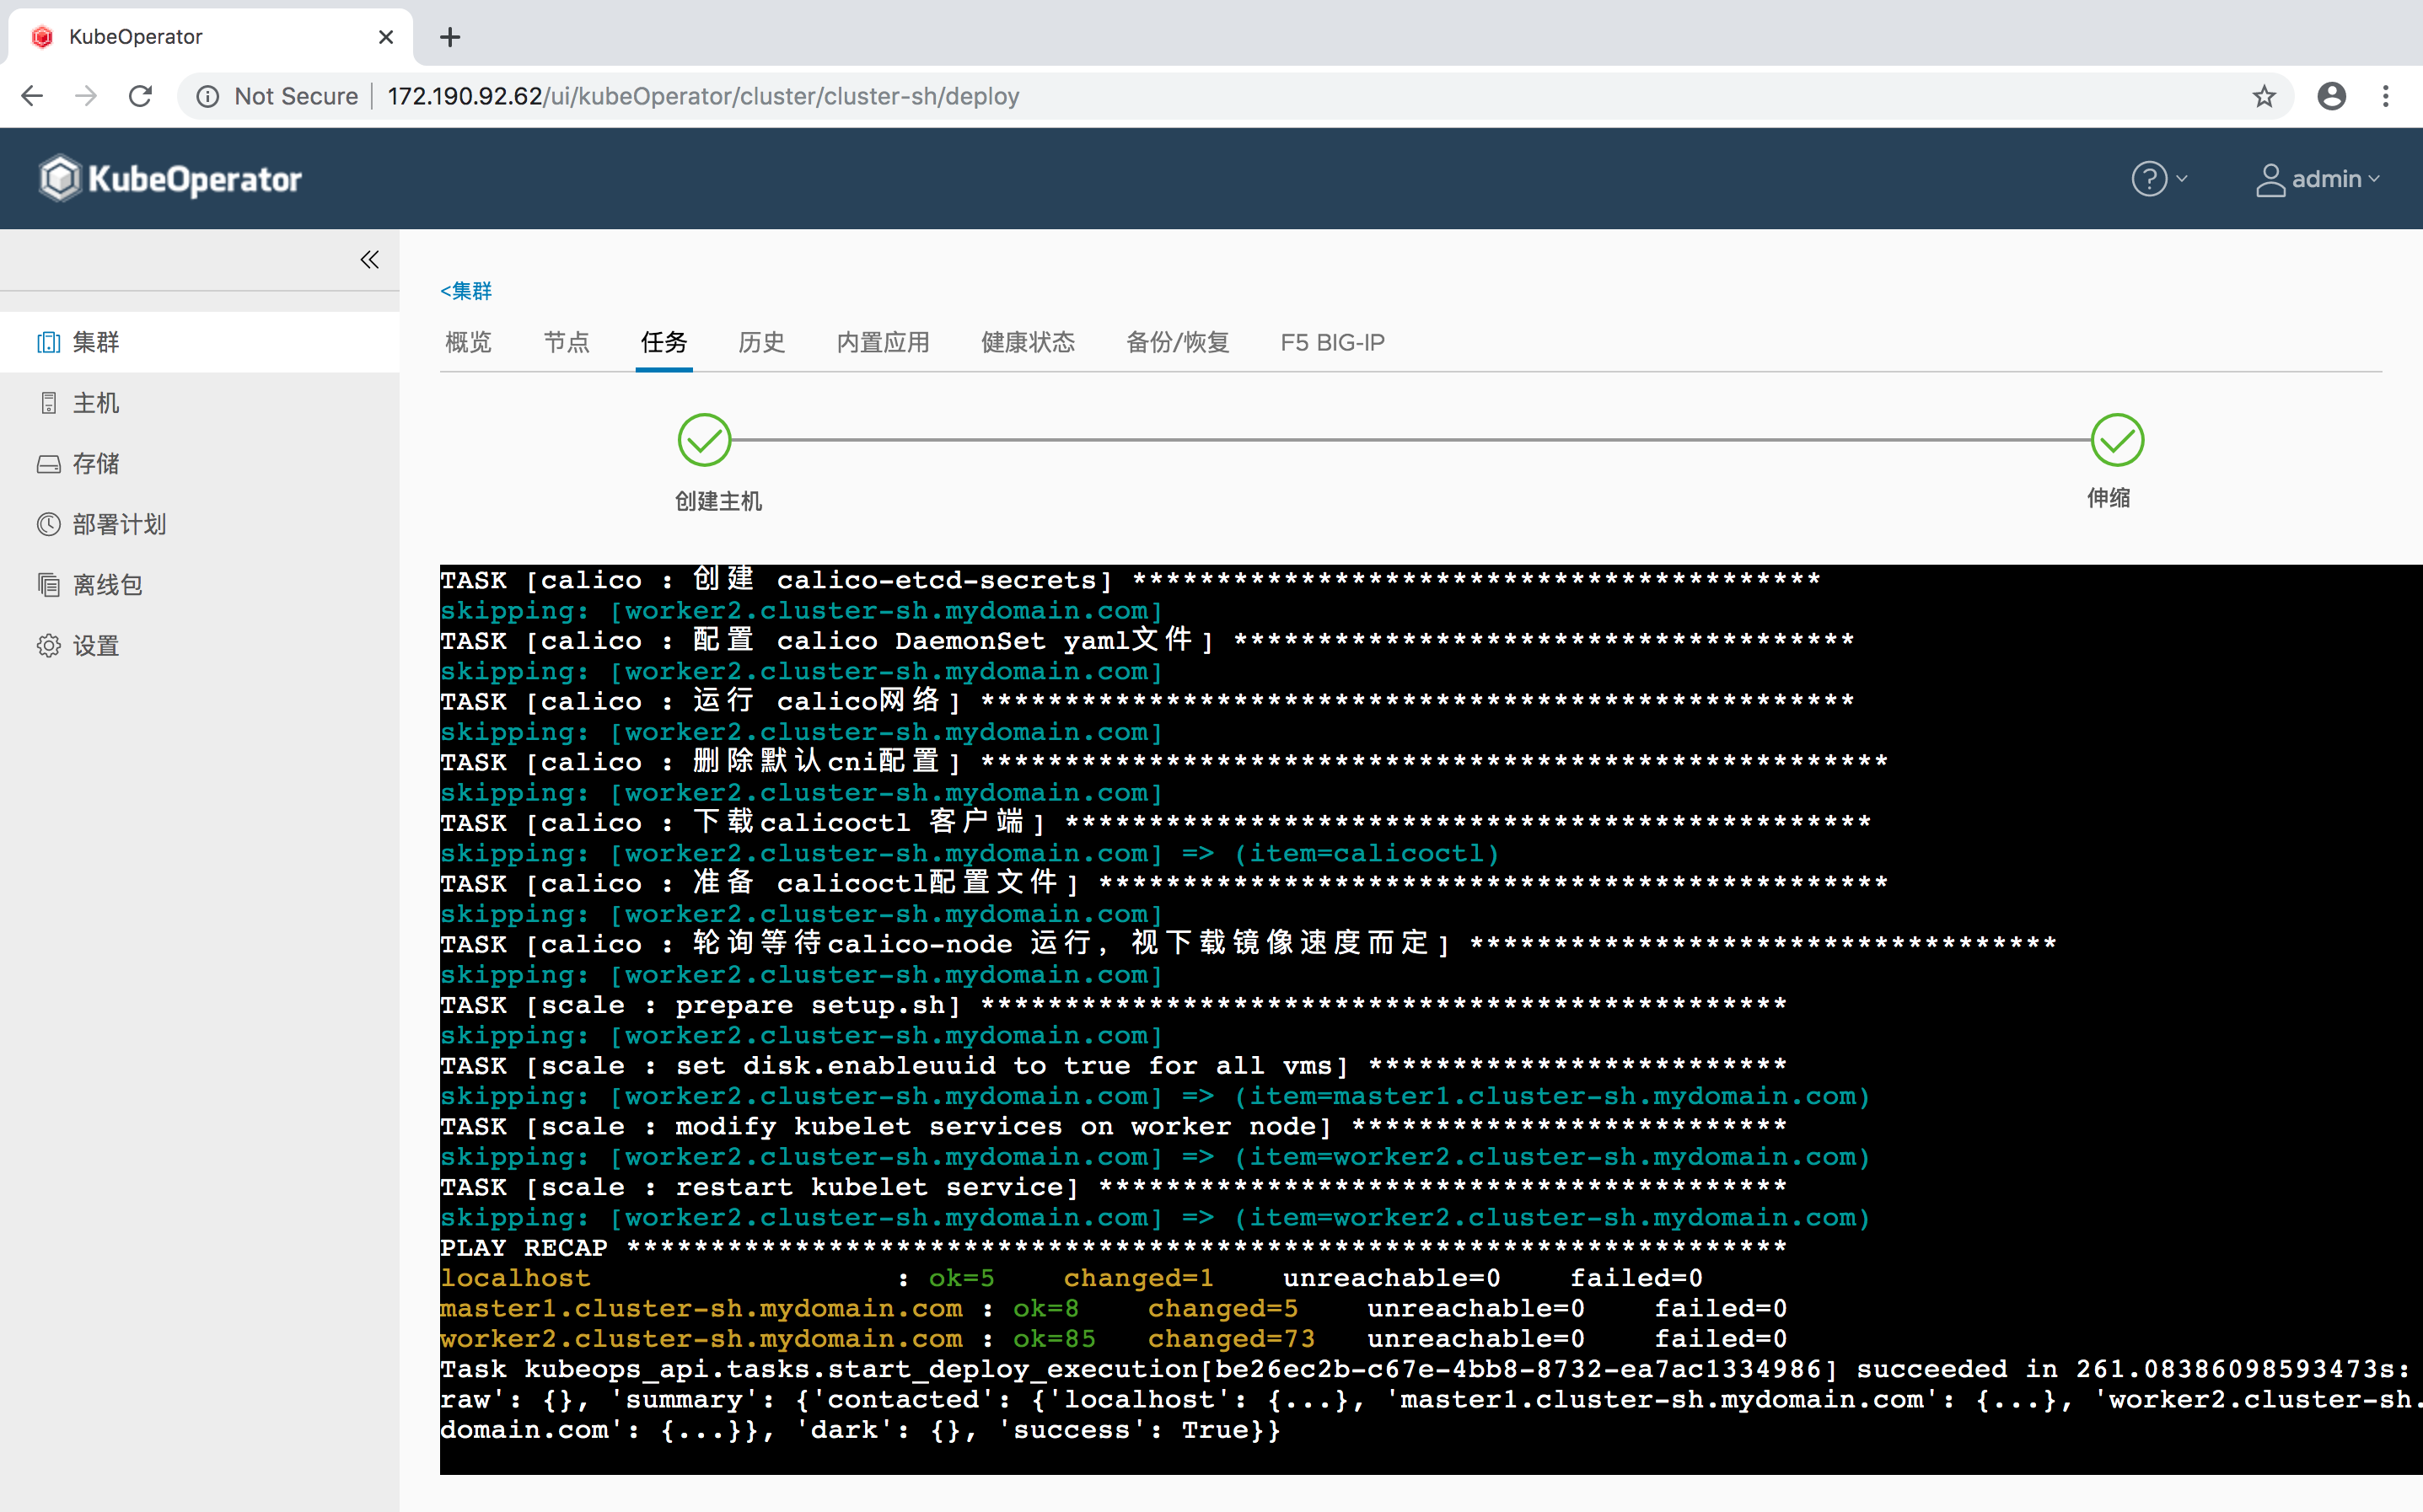 KubeOperator
Not Secure 172.190.92.62/ui/kubeOperator/cluster/cluster-sh/deploy
KubeOperator
admin
<集群
概览 节点 任务 历史 内置应用 健康状态 备份/恢复 F5 BIG-IP
集群
主机
存储
部署计划
离线包
设置
创建主机
伸缩
TASK [calico : 创建 calico-etcd-secrets] *****************************************
skipping: [worker2.cluster-sh.mydomain.com]
TASK [calico : 配置 calico DaemonSet yaml文件] *************************************
skipping: [worker2.cluster-sh.mydomain.com]
TASK [calico : 运行 calico网络] ****************************************************
skipping: [worker2.cluster-sh.mydomain.com]
TASK [calico : 删除默认cni配置] ******************************************************
skipping: [worker2.cluster-sh.mydomain.com]
TASK [calico : 下载calicoctl 客户端] ************************************************
skipping: [worker2.cluster-sh.mydomain.com] => (item=calicoctl)
TASK [calico : 准备 calicoctl配置文件] ***********************************************
skipping: [worker2.cluster-sh.mydomain.com]
TASK [calico : 轮询等待calico-node 运行，视下载镜像速度而定] ***********************************
skipping: [worker2.cluster-sh.mydomain.com]
TASK [scale : prepare setup.sh] ************************************************
skipping: [worker2.cluster-sh.mydomain.com]
TASK [scale : set disk.enableuuid to true for all vms] *************************
skipping: [worker2.cluster-sh.mydomain.com] => (item=master1.cluster-sh.mydomain.com)
TASK [scale : modify kubelet services on worker node] **************************
skipping: [worker2.cluster-sh.mydomain.com] => (item=worker2.cluster-sh.mydomain.com)
TASK [scale : restart kubelet service] *****************************************
skipping: [worker2.cluster-sh.mydomain.com] => (item=worker2.cluster-sh.mydomain.com)
PLAY RECAP *********************************************************************
localhost : ok=5 changed=1 unreachable=0 failed=0
master1.cluster-sh.mydomain.com : ok=8 changed=5 unreachable=0 failed=0
worker2.cluster-sh.mydomain.com : ok=85 changed=73 unreachable=0 failed=0
Task kubeops_api.tasks.start_deploy_execution[be26ec2b-c67e-4bb8-8732-ea7ac1334986] succeeded in 261.08386098593473s:
raw': {}, 'summary': {'contacted': {'localhost': {...}, 'master1.cluster-sh.mydomain.com': {...}, 'worker2.cluster-sh.
domain.com': {...}}, 'dark': {}, 'success': True}}